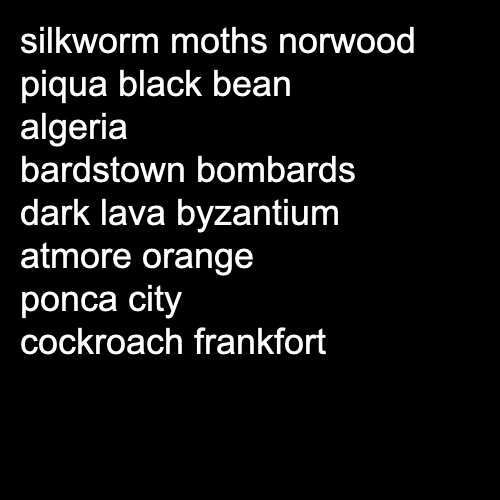 silkworm moths norwood
piqua black bean
algeria
bardstown bombards
dark lava byzantium
atmore orange
ponca city
cockroach frankfort